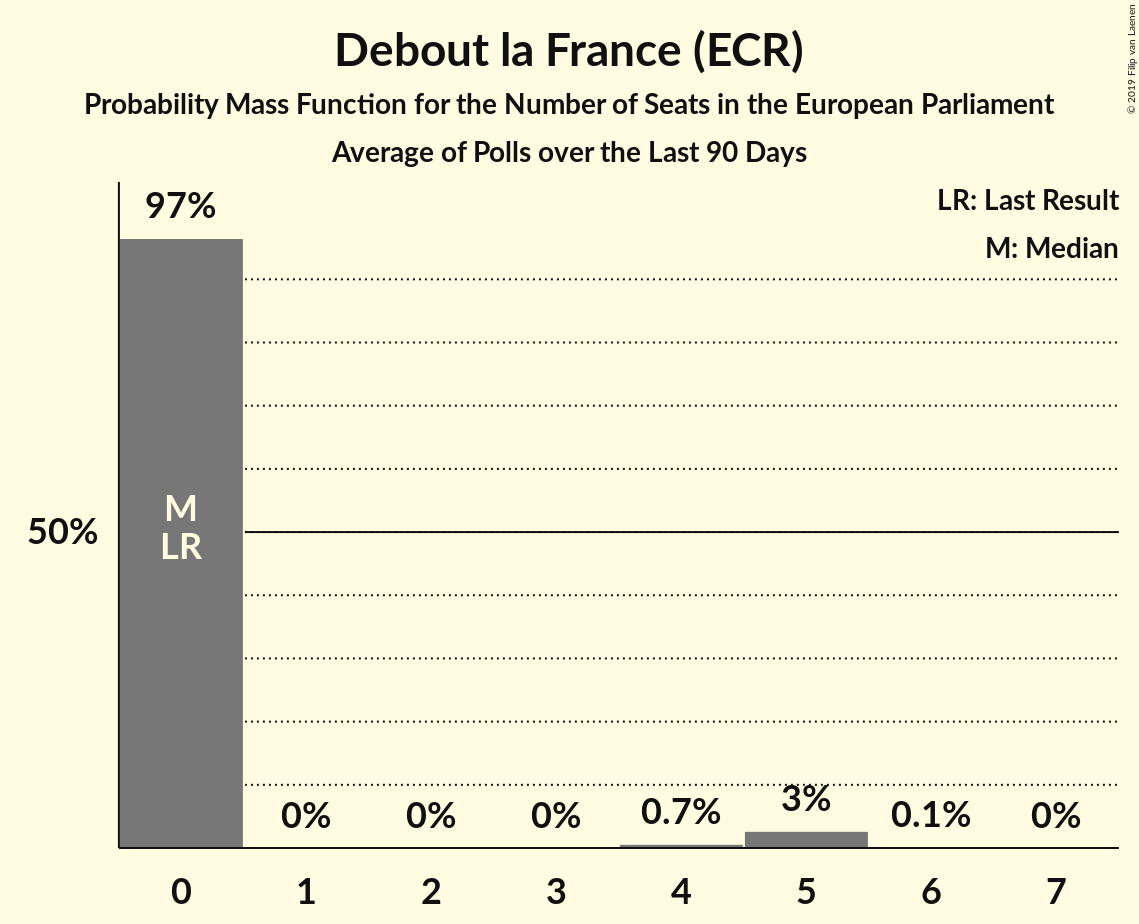 Debout la France (ECR)
Probability Mass Function for the Number of Seats in the European Parliament
Average of Polls over the Last 90 Days
© 2019 Filip van Laenen
LR: Last Result
M: Median
97%
M
LR
50%
0%
0%
0%
0.7%
3%
0.1%
0%
0 1 2 3 4 5 6 7